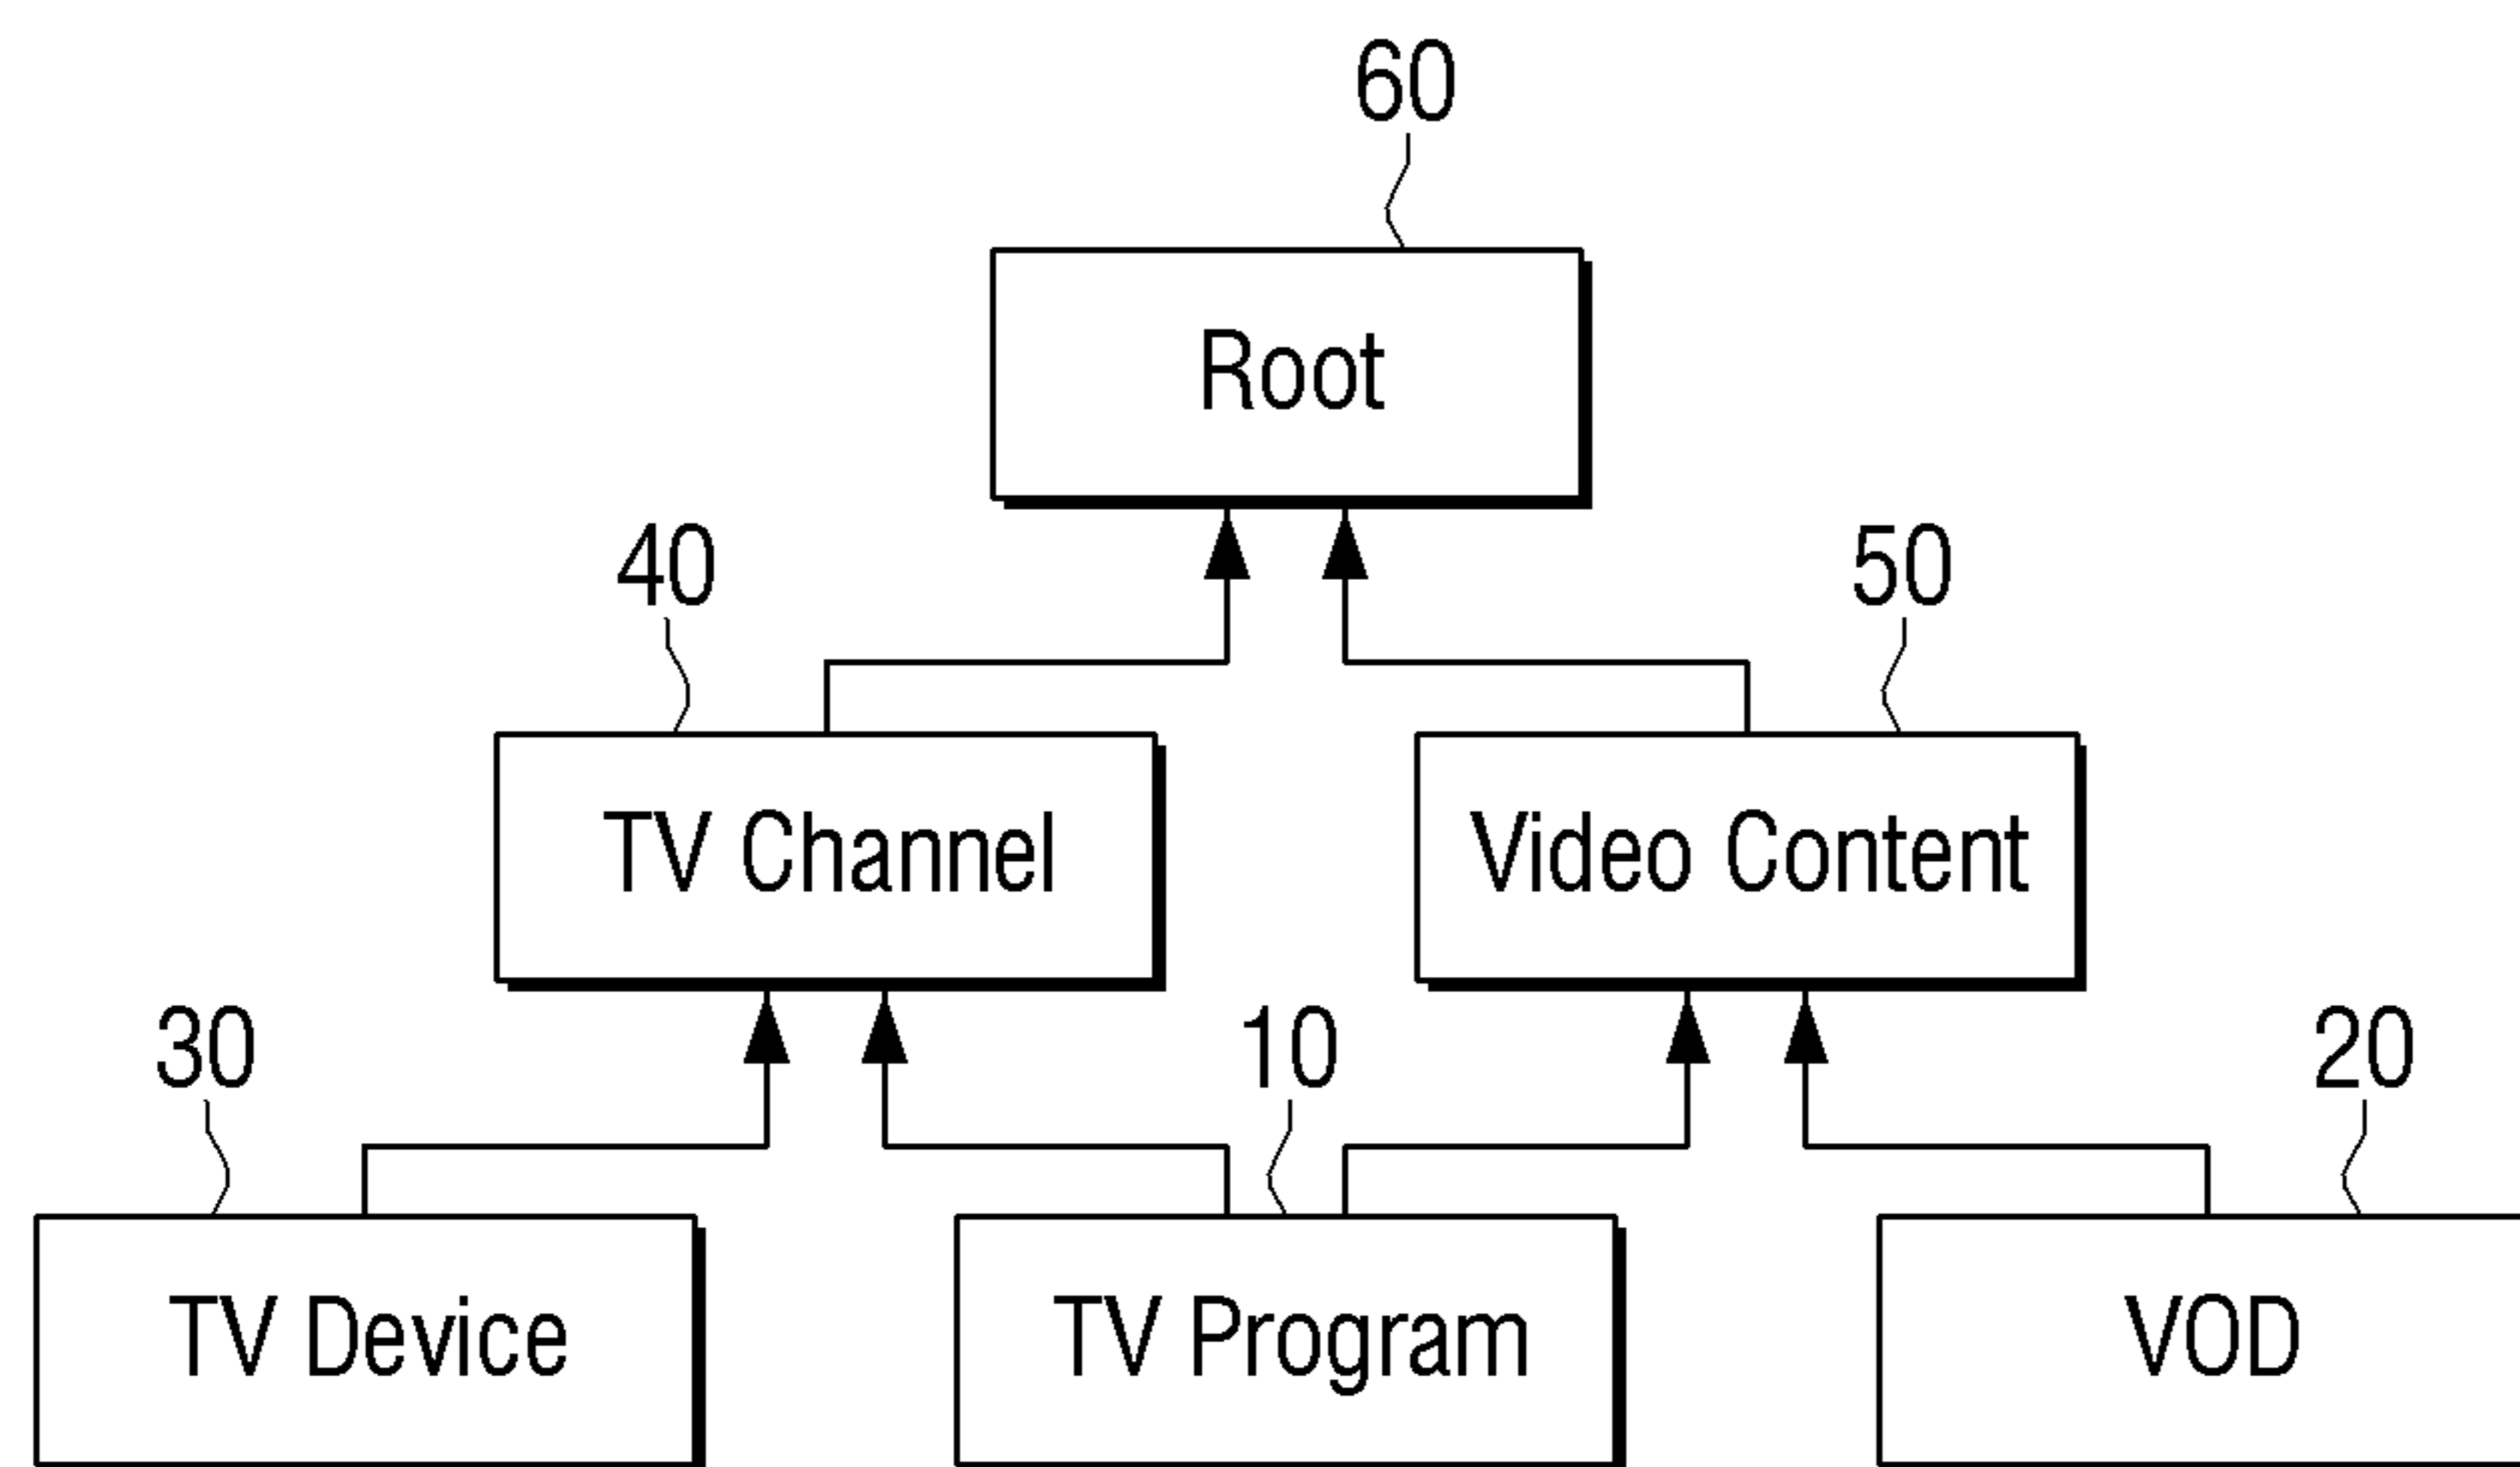 60
Root
40
50
TV Channel
Video Content
30
10
20
TV Device
TV Program
VOD